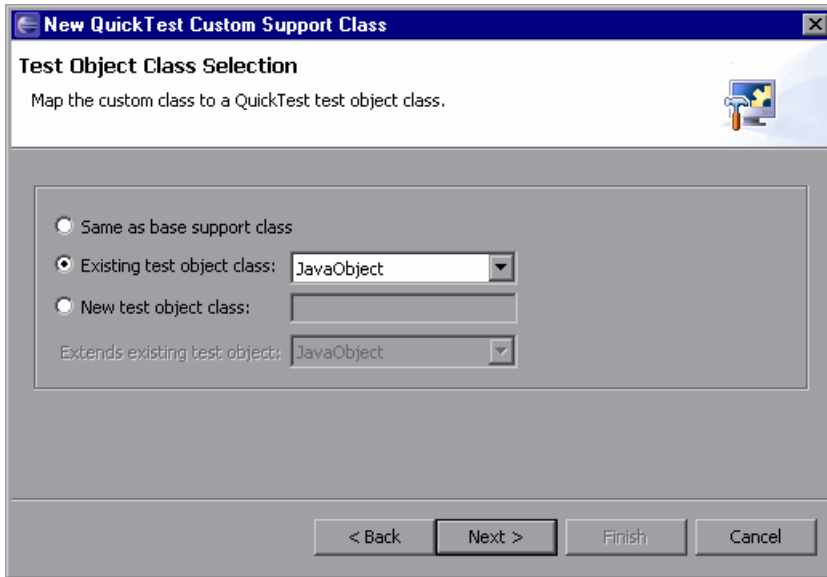 New QuickTest Custom Support Class
Test Object Class Selection
Map the custom class to a QuickTest test object class.
Same as base support class
Existing test object class: JavaObject
New test object class:
Extends existing test object: JavaObject
< Back Next > Finish Cancel